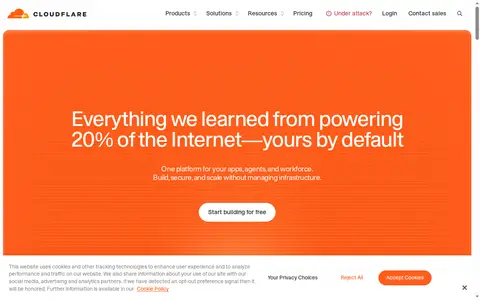 CLOUDFLARE
Products Solutions Resources Pricing Under attack? Login Contact sales
Everything we learned from powering
20% of the Internet—yours by default
One platform for your apps, agents, and workforce.
Build, secure, and scale without managing infrastructure.
Start building for free
This website uses cookies and other tracking technologies to enhance user experience and to analyze
performance and traffic on our website. We also share information about your use of our site with our
social media, advertising and analytics partners. If we have detected an opt-out preference signal then it
will be honored. Further information is available in our Cookie Policy
Your Privacy Choices
Reject All
Accept Cookies